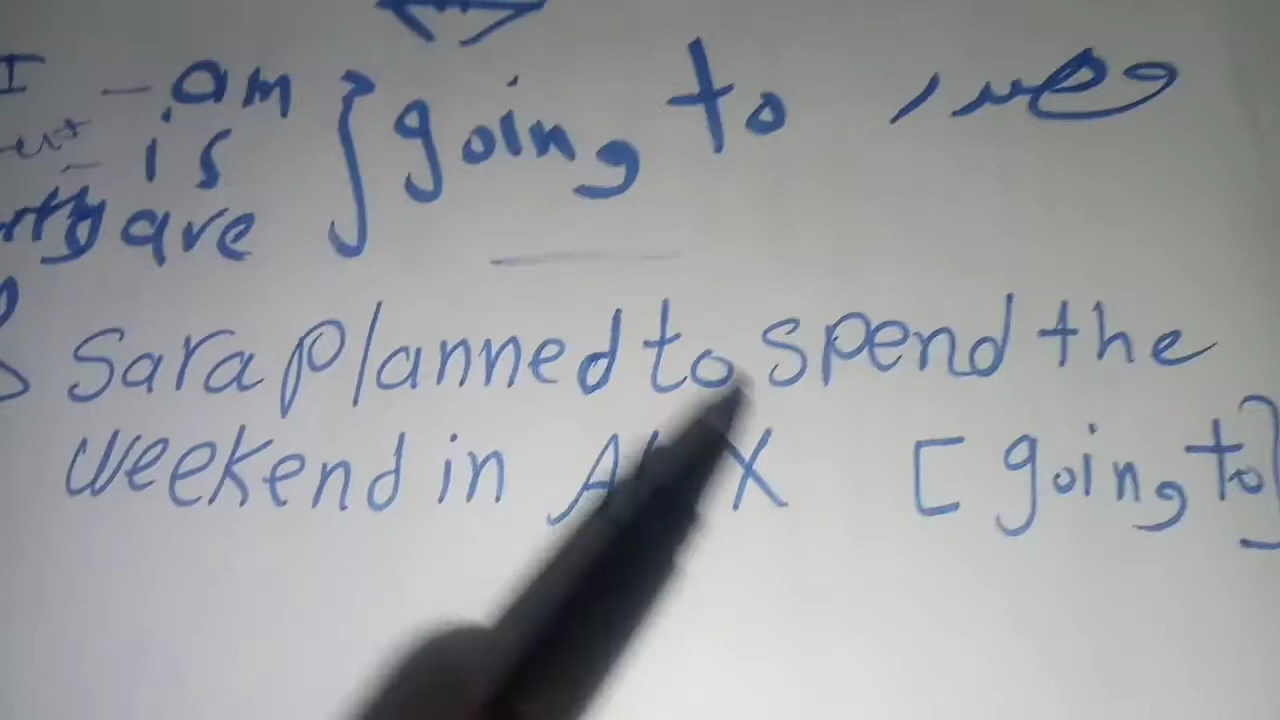 I - am } going to مصدر
- is
are
Sara planned to spend the
weekend in [going to]